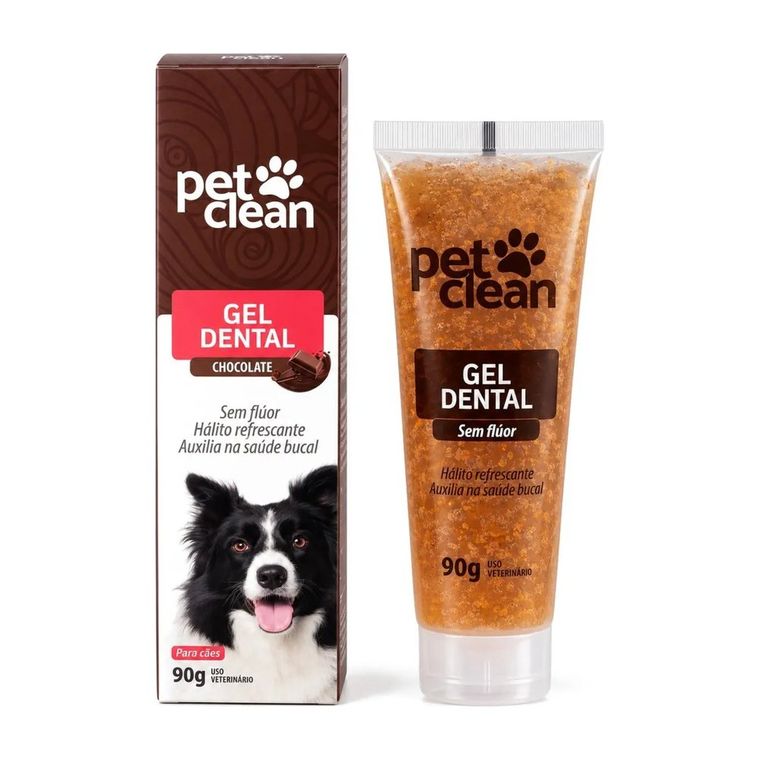 pet
clean
GEL
DENTAL
CHOCOLATE
Sem flúor
Hálito refrescante
Auxilia na saúde bucal
Para cães
90g USO
VETERINÁRIO
pet
clean
GEL
DENTAL
Sem flúor
Hálito refrescante
Auxilia na saúde bucal
90g USO
VETERINÁRIO